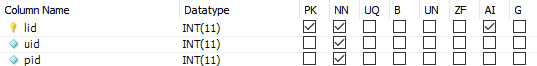 Column Name Datatype PK NN UQ B UN ZF AI G
lid INT(11)
uid INT(11)
pid INT(11)